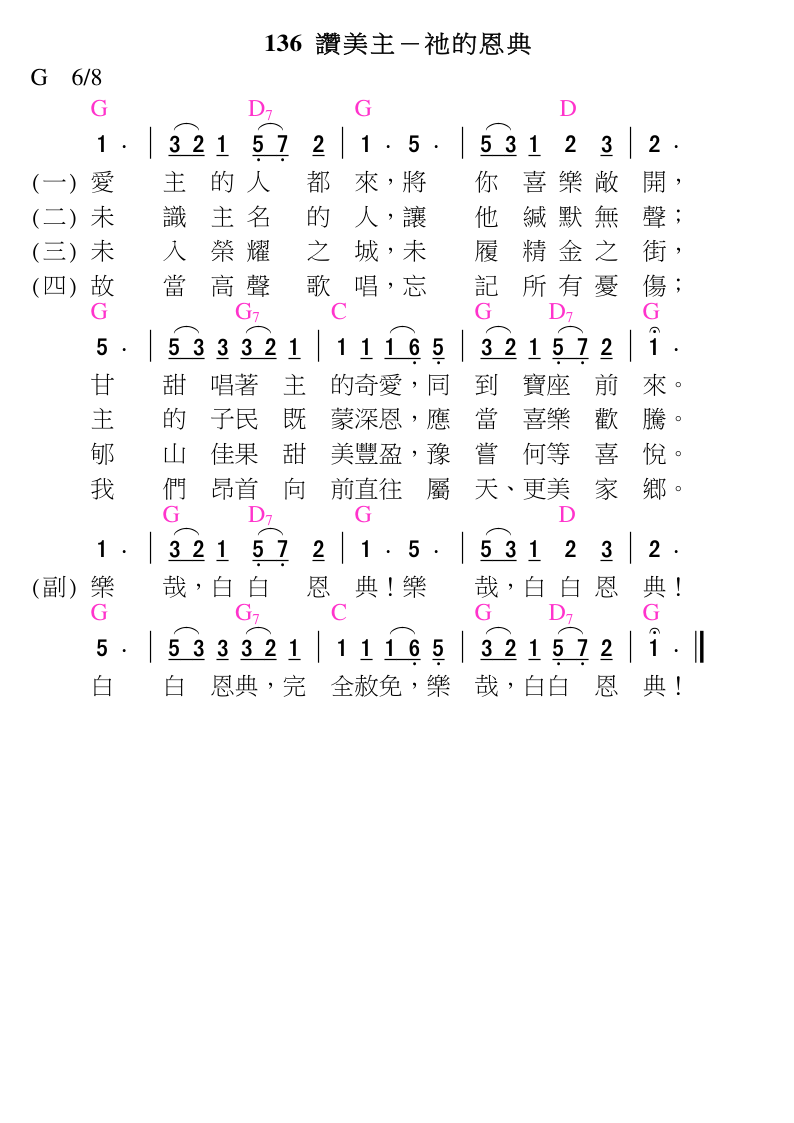 136 讚美主－祂的恩典
G 6/8
G D7 G D
1 · | 3 2 1 5 7 2 | 1 · 5 · | 5 3 1 2 3 | 2 ·
(一) 愛 主 的 人 都 來，將 你 喜 樂 敞 開，
(二) 未 識 主 名 的 人，讓 他 緘 默 無 聲；
(三) 未 入 榮 耀 之 城，未 履 精 金 之 街，
(四) 故 當 高 聲 歌 唱，忘 記 所 有 憂 傷；
G G7 C G D7 G
5 · | 5 3 3 3 2 1 | 1 1 1 6 5 | 3 2 1 5 7 2 | 1 ·
甘 甜 唱著 主 的奇愛，同 到 寶座 前 來。
主 的 子民 既 蒙深恩，應 當 喜樂 歡 騰。
郇 山 佳果 甜 美豐盈，豫 嘗 何等 喜 悅。
我 們 昂首 向 前直往 屬 天、更美 家 鄉。
G D7 G D
1 · | 3 2 1 5 7 2 | 1 · 5 · | 5 3 1 2 3 | 2 ·
(副) 樂 哉，白 白 恩 典！樂 哉，白 白 恩 典！
G G7 C G D7 G
5 · | 5 3 3 3 2 1 | 1 1 1 6 5 | 3 2 1 5 7 2 | 1 · ||
白 白 恩典，完 全赦免，樂 哉，白白 恩 典！